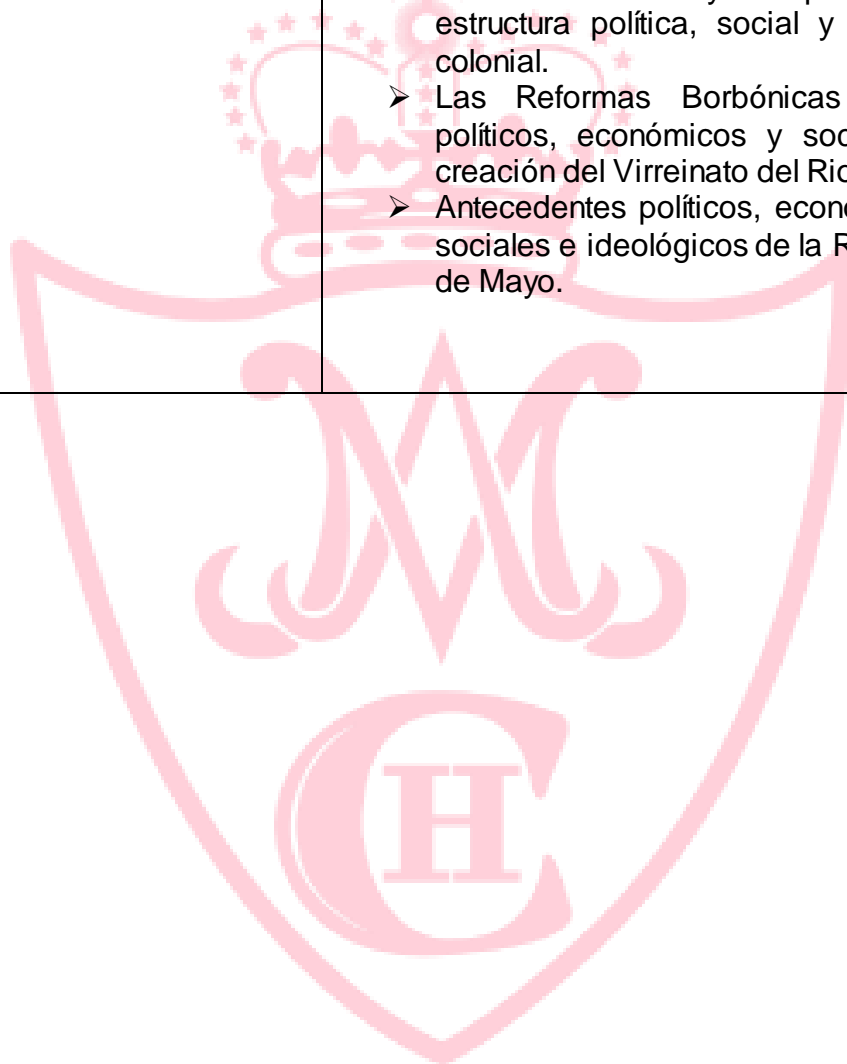 y
estructura política, social y
colonial.
➤ Las Reformas Borbónicas
políticos, económicos y soc
creación del Virreinato del Rio
➤ Antecedentes políticos, econ
sociales e ideológicos de la R
de Mayo.
C
H